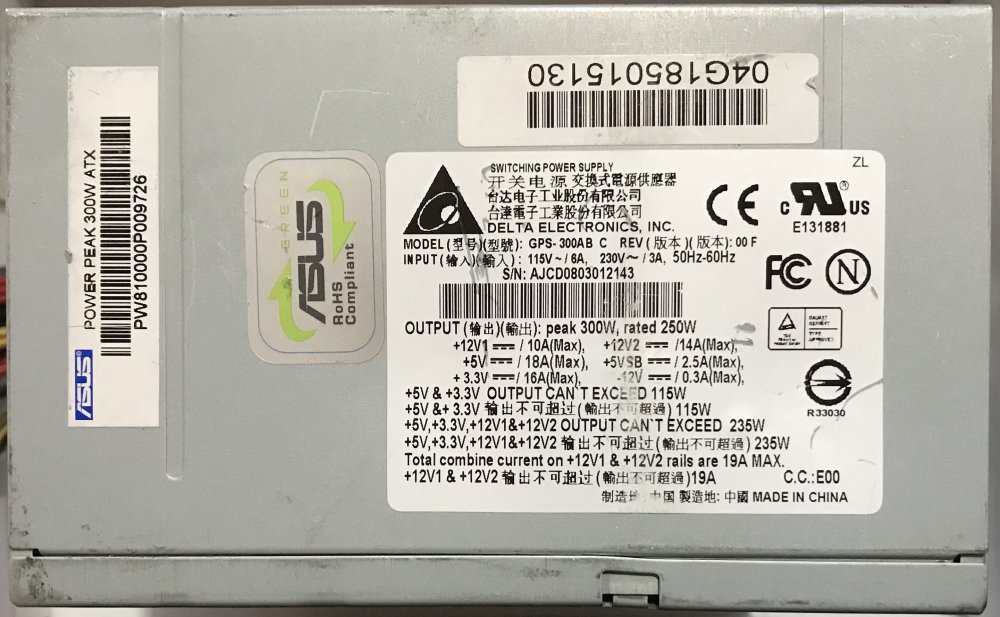 POWER PEAK 300W ATX
PW810000P009726
ASUS
GREEN
ASUS
RoHS
Compliant
04G185015130
ZL
SWITCHING POWER SUPPLY
开关电源 交換式電源供應器
台达电子工业股份有限公司
台達電子工業股份有限公司
DELTA ELECTRONICS, INC.
CE
C UL US
E131881
MODEL (型号)(型號): GPS-300AB C REV (版本)(版本): 00 F
INPUT (输入)(輸入) : 115V～/ 6A, 230V～ / 3A, 50Hz-60Hz
S/N: AJCD0803012143
FC N
OUTPUT (输出)(輸出): peak 300W, rated 250W
+12V1 / 10A(Max), +12V2 /14A(Max),
+5V / 18A(Max), +5VSB / 2.5A(Max),
+3.3V / 16A(Max), -12V / 0.3A(Max),
R33030
+5V & +3.3V OUTPUT CAN'T EXCEED 115W
+5V &+ 3.3V 输出不可超过(輸出不可超過)115W
+5V,+3.3V,+12V1&+12V2 OUTPUT CAN'T EXCEED 235W
+5V,+3.3V,+12V1&+12V2 输出不可超过(輸出不可超過)235W
Total combine current on +12V1 & +12V2 rails are 19A MAX.
+12V1 & +12V2 输出不可超过(輸出不可超過)19A C.C.:E00
制造地: 中国 製造地: 中國 MADE IN CHINA